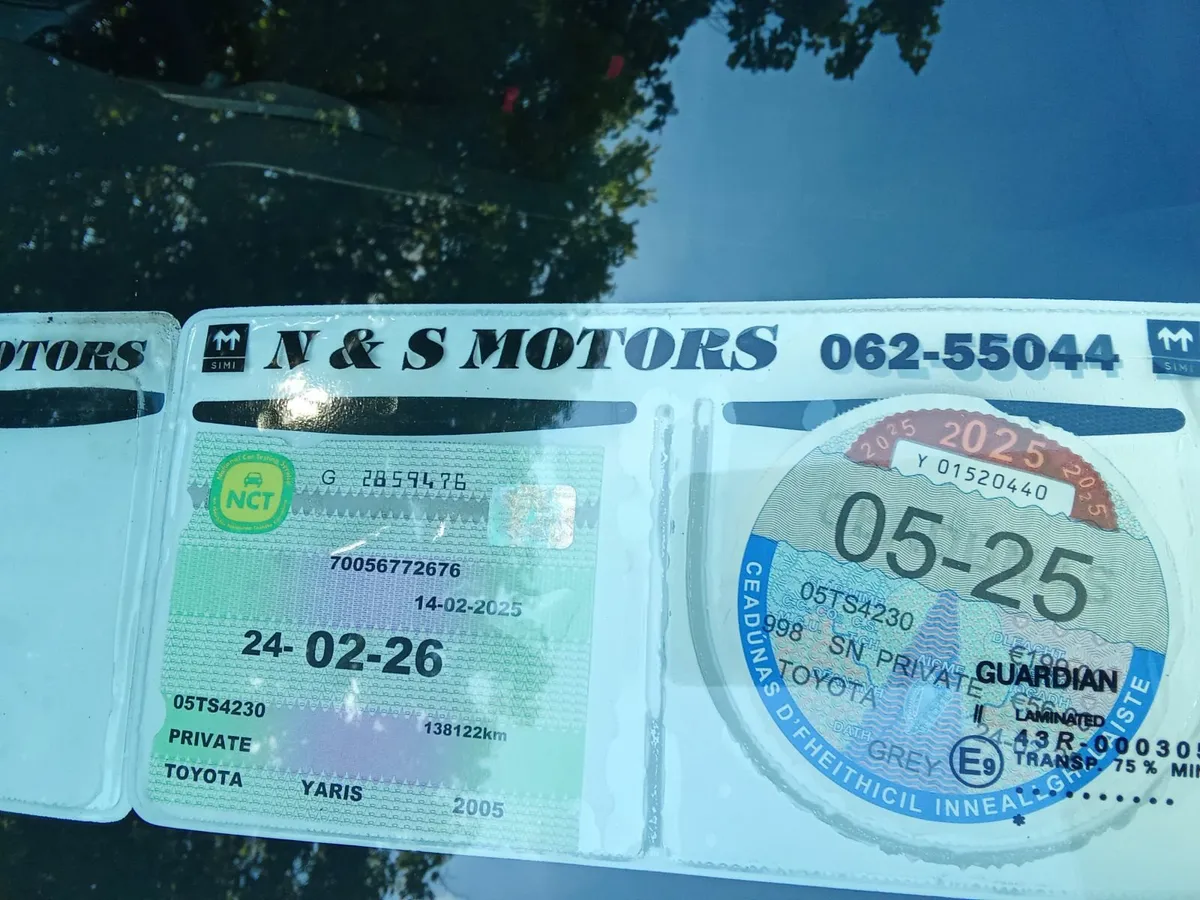 OTORS
SIMI
N & S MOTORS 062-55044
SIMI
NCT
G 2859476
70056772676
14-02-2025
24-02-26
05TS4230
138122km
PRIVATE
TOYOTA YARIS 2005
2025 2025 2025
Y 01520440
05-25
05TS4230
998 SN PRIVATE
TOYOTA
GREY
CEADÚNAS D'FHEITHICIL INNEALLGHLUAISTE
GUARDIAN
II LAMINATED
43R-000305
E9 TRANSP. 75 % MIN